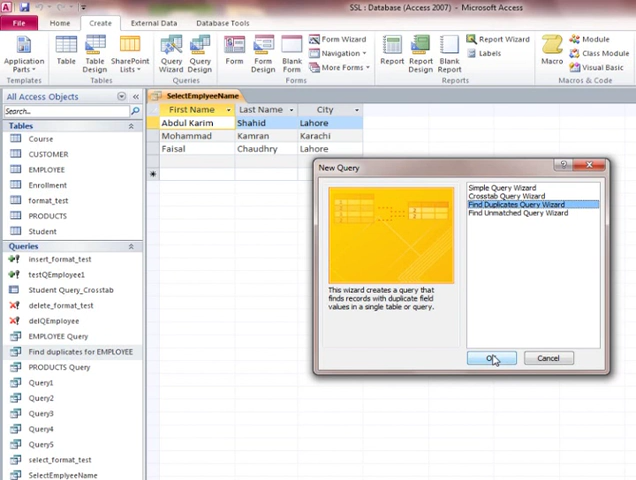 SSL : Database (Access 2007) - Microsoft Access
File Home Create External Data Database Tools
Application Parts
Templates
Table Table Design SharePoint Lists
Tables
Query Wizard Query Design
Queries
Form Form Design Blank Form Form Wizard Navigation More Forms
Forms
Report Report Design Blank Report Report Wizard Labels
Reports
Macro Module Class Module Visual Basic
Macros & Code
All Access Objects
Search...
Tables
Course
CUSTOMER
EMPLOYEE
Enrollment
format_test
PRODUCTS
Student
Queries
insert_format_test
testQEmployee1
Student Query_Crosstab
delete_format_test
delQEmployee
EMPLOYEE Query
Find duplicates for EMPLOYEE
PRODUCTS Query
Query1
Query2
Query3
Query4
Query5
select_format_test
SelectEmplyeeName
SelectEmplyeeName
First Name Last Name City
Abdul Karim Shahid Lahore
Mohammad Kamran Karachi
Faisal Chaudhry Lahore
New Query
This wizard creates a query that
finds records with duplicate field
values in a single table or query.
Simple Query Wizard
Crosstab Query Wizard
Find Duplicates Query Wizard
Find Unmatched Query Wizard
OK Cancel